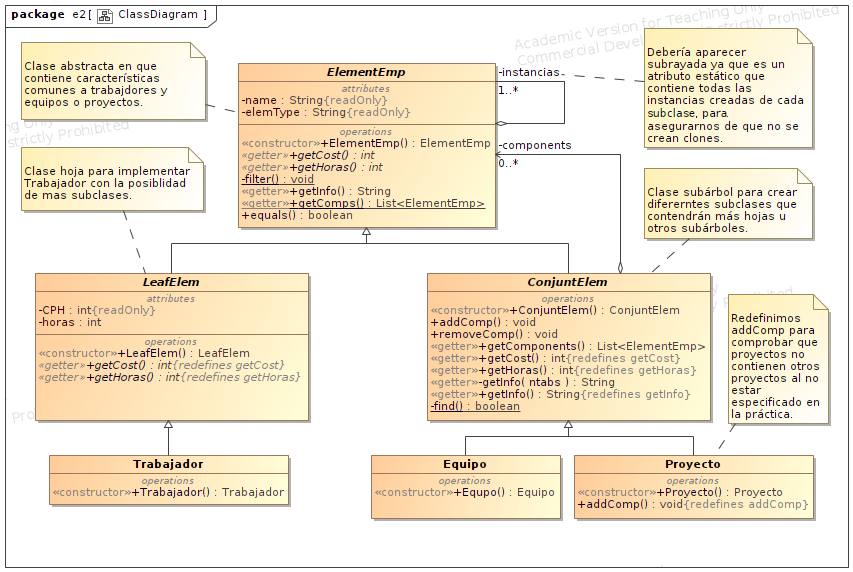 package e2[ ClassDiagram ]
Academic Version for Teaching Only
Commercial Development is strictly Prohibited
Clase abstracta en que
contiene características
comunes a trabajdores y
equipos o proyectos.
ElementEmp
attributes
-name : String{readOnly}
-elemType : String{readOnly}
operations
«constructor»+ElementEmp() : ElementEmp
«getter»+getCost() : int
«getter»+getHoras() : int
-filter() : void
«getter»+getInfo() : String
«getter»+getComps() : List<ElementEmp>
+equals() : boolean
-instancias
1..*
-components
0..*
Debería aparecer
subrayada ya que es un
atributo estático que
contiene todas las
instancias creadas de cada
subclase, para
asegurarnos de que no se
crean clones.
Clase hoja para implementar
Trabajador con la posiblidad
de mas subclases.
Clase subárbol para crear
difererntes subclases que
contendrán más hojas u
otros subárboles.
LeafElem
attributes
-CPH : int{readOnly}
-horas : int
operations
«constructor»+LeafElem() : LeafElem
«getter»+getCost() : int{redefines getCost}
«getter»+getHoras() : int{redefines getHoras}
ConjuntElem
operations
«constructor»+ConjuntElem() : ConjuntElem
+addComp() : void
+removeComp() : void
«getter»+getComponents() : List<ElementEmp>
«getter»+getCost() : int{redefines getCost}
«getter»+getHoras() : int{redefines getHoras}
«getter»-getInfo( ntabs ) : String
«getter»+getInfo() : String{redefines getInfo}
-find() : boolean
Redefinimos
addComp para
comprobar que
proyectos no
contienen otros
proyectos al no
estar
especificado en
la práctica.
Trabajador
operations
«constructor»+Trabajador() : Trabajador
Equipo
operations
«constructor»+Equpo() : Equipo
Proyecto
operations
«constructor»+Proyecto() : Proyecto
+addComp() : void{redefines addComp}